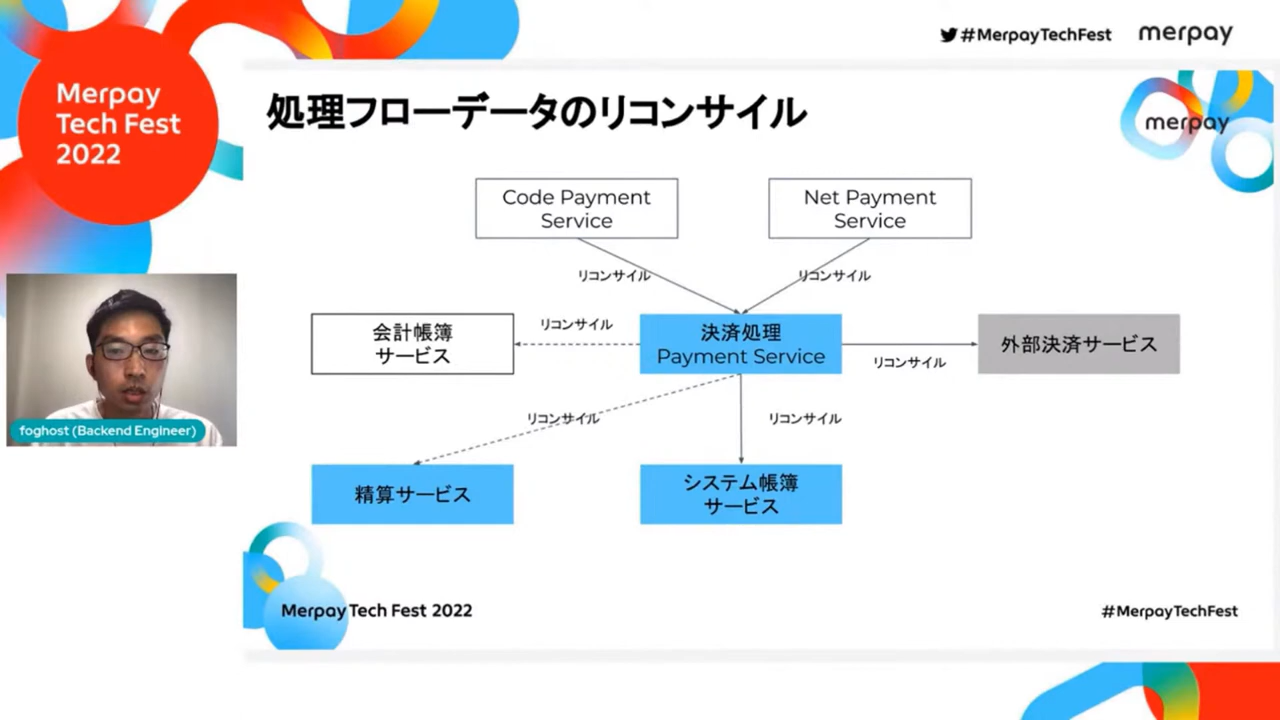 #MerpayTechFest
merpay
Merpay
Tech Fest
2022
処理フローデータのリコンサイル
merpay
Code Payment
Service
Net Payment
Service
リコンサイル
リコンサイル
会計帳簿
サービス
リコンサイル
決済処理
Payment Service
リコンサイル
外部決済サービス
リコンサイル
リコンサイル
精算サービス
システム帳簿
サービス
foghost (Backend Engineer)
Merpay Tech Fest 2022
#MerpayTechFest